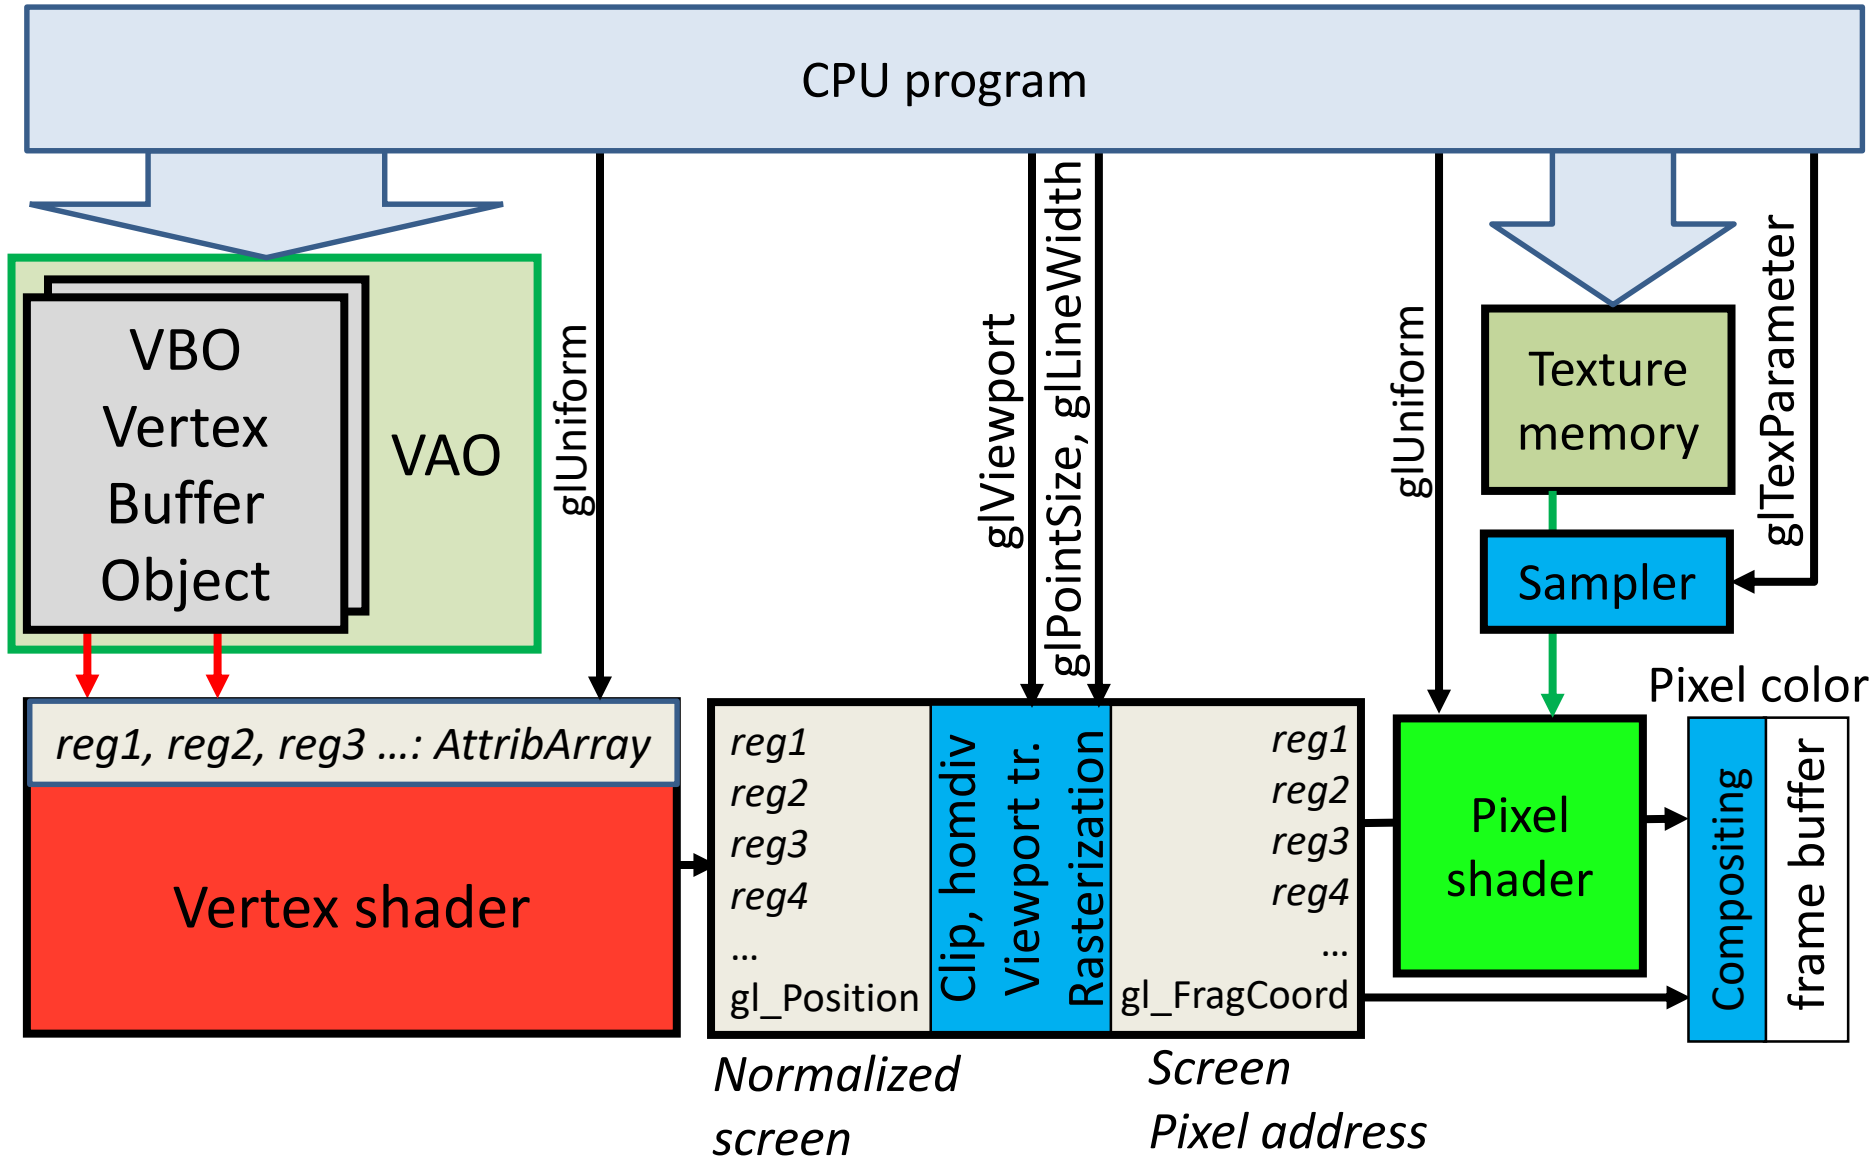 CPU program
VBO
Vertex
Buffer
Object
VAO
glUniform
glViewport
glPointSize, glLineWidth
glUniform
Texture
memory
glTexParameter
Sampler
reg1, reg2, reg3 ...: AttribArray
Vertex shader
reg1
reg2
reg3
reg4
...
gl_Position
Clip, homdiv
Viewport tr.
Rasterization
reg1
reg2
reg3
reg4
...
gl_FragCoord
Pixel
shader
Pixel color
Compositing
frame buffer
Normalized
screen
Screen
Pixel address